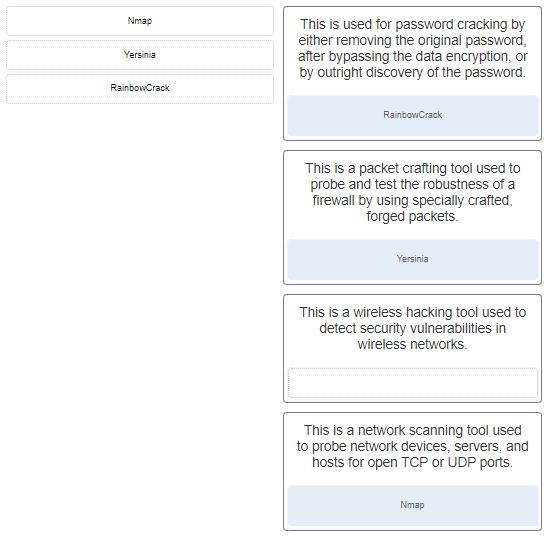 Nmap
Yersinia
RainbowCrack
This is used for password cracking by
either removing the original password,
after bypassing the data encryption, or
by outright discovery of the password.
RainbowCrack
This is a packet crafting tool used to
probe and test the robustness of a
firewall by using specially crafted,
forged packets.
Yersinia
This is a wireless hacking tool used to
detect security vulnerabilities in
wireless networks.
This is a network scanning tool used
to probe network devices, servers, and
hosts for open TCP or UDP ports.
Nmap